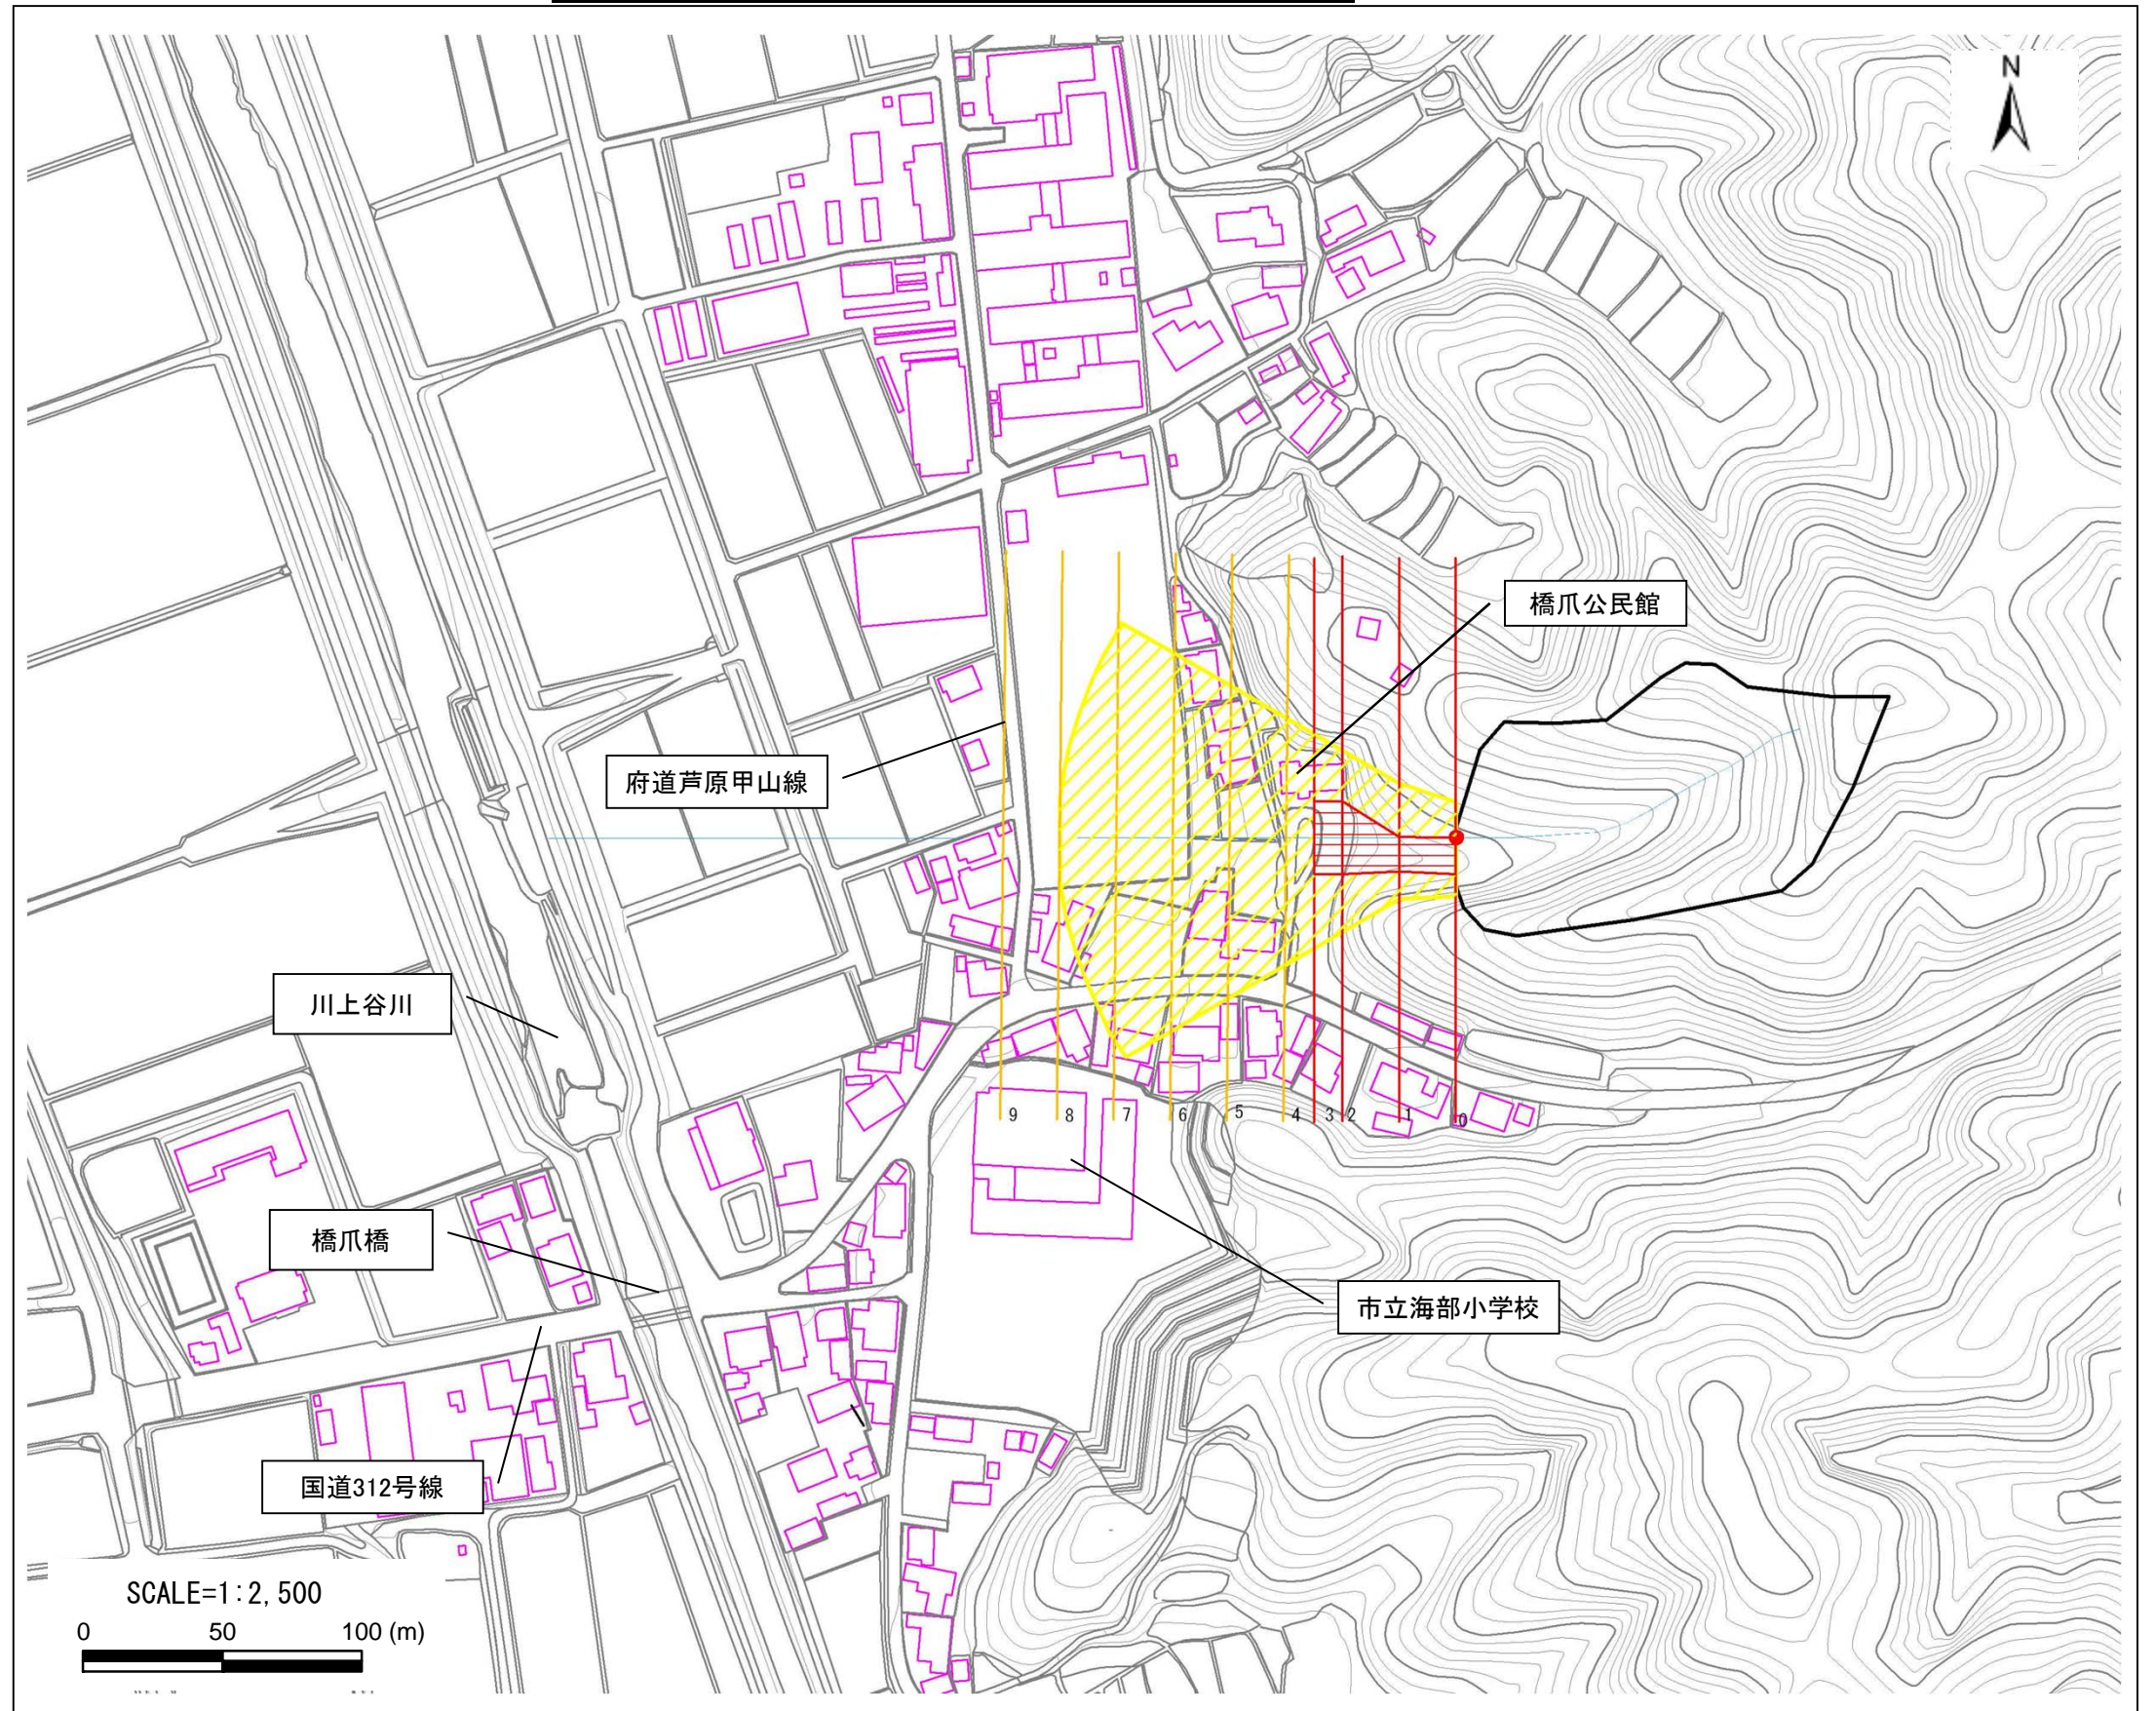 N
橋爪公民館
府道芦原甲山線
川上谷川
9 8 7 6 5 4 3 2 1 0
橋爪橋
市立海部小学校
国道312号線
SCALE=1:2,500
0 50 100 (m)